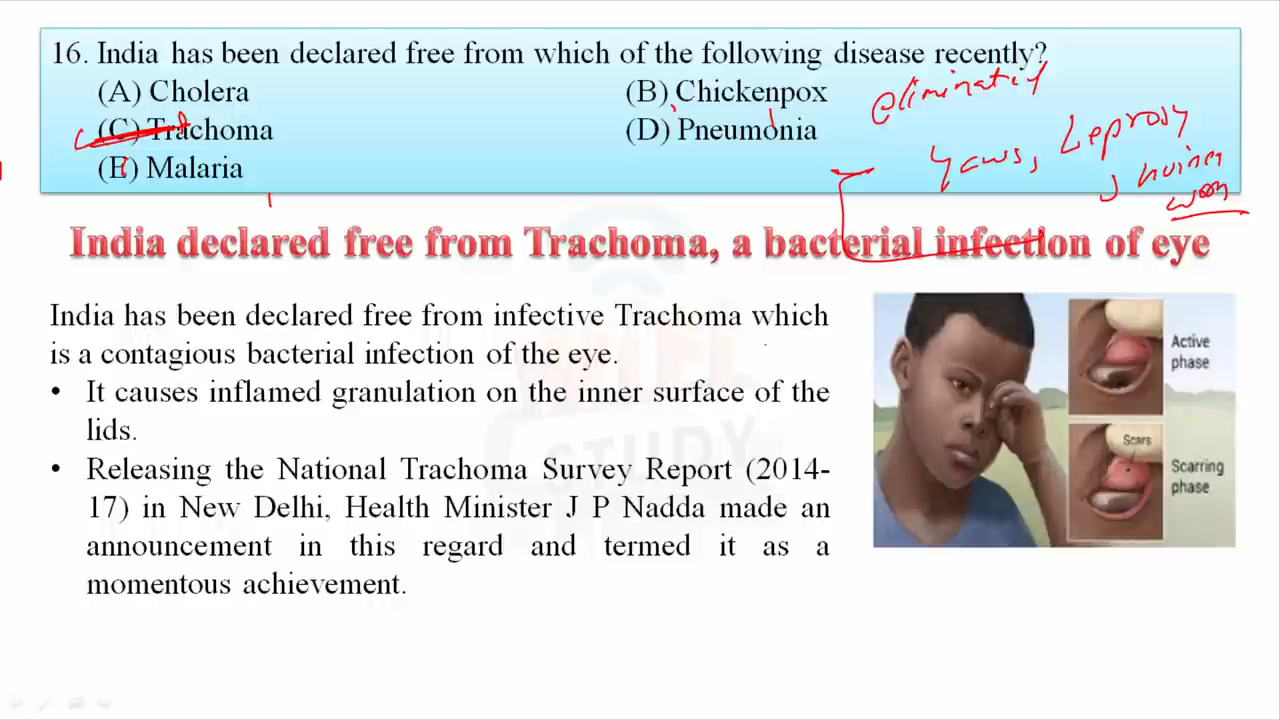 16. India has been declared free from which of the following disease recently?
(A) Cholera (B) Chickenpox
(C) Trachoma (D) Pneumonia
(E) Malaria
eliminated
Yaws, Leprosy
Guinea
worm
India declared free from Trachoma, a bacterial infection of eye
India has been declared free from infective Trachoma which
is a contagious bacterial infection of the eye.
• It causes inflamed granulation on the inner surface of the
lids.
• Releasing the National Trachoma Survey Report (2014-
17) in New Delhi, Health Minister J P Nadda made an
announcement in this regard and termed it as a
momentous achievement.
Active
phase
Scars
Scarring
phase
STUDY